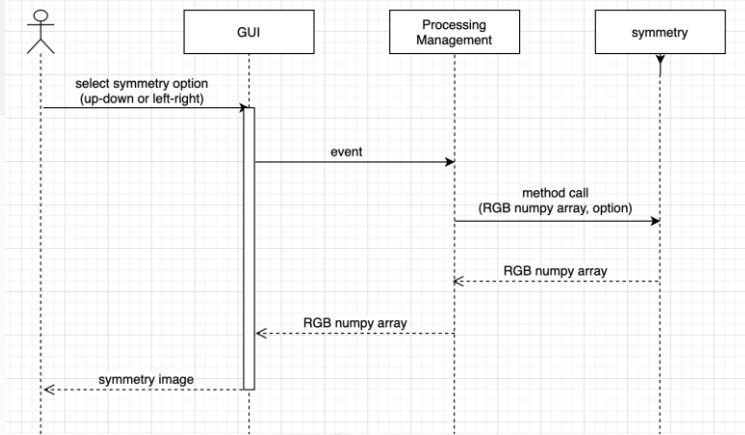 GUI
Processing
Management
symmetry
select symmetry option
(up-down or left-right)
event
method call
(RGB numpy array, option)
RGB numpy array
RGB numpy array
symmetry image